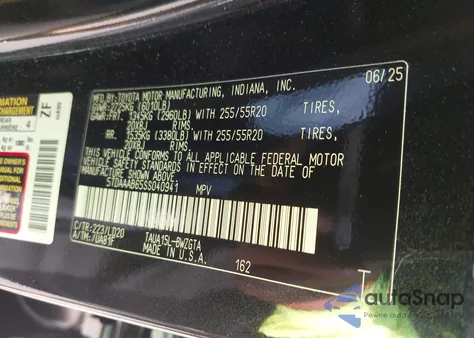 MFD. BY: TOYOTA MOTOR MANUFACTURING, INDIANA, INC. 06/25
GVWR: 2725KG (6010LB)
GAWR: FRT. 1345KG (2960LB) WITH 255/55R20 TIRES,
20X8J RIMS.
RR. 1535KG (3380LB) WITH 255/55R20 TIRES,
20X8J RIMS.
THIS VEHICLE CONFORMS TO ALL APPLICABLE FEDERAL MOTOR
VEHICLE SAFETY STANDARDS IN EFFECT ON THE DATE OF
MANUFACTURE SHOWN ABOVE.
5TDAAAB65SS040941 MPV
C/TR: 223/LD20 TAUA15L-BWZGTA
A/TM: /UA81F MADE IN U.S.A. 162
ZF
4
autoSnap